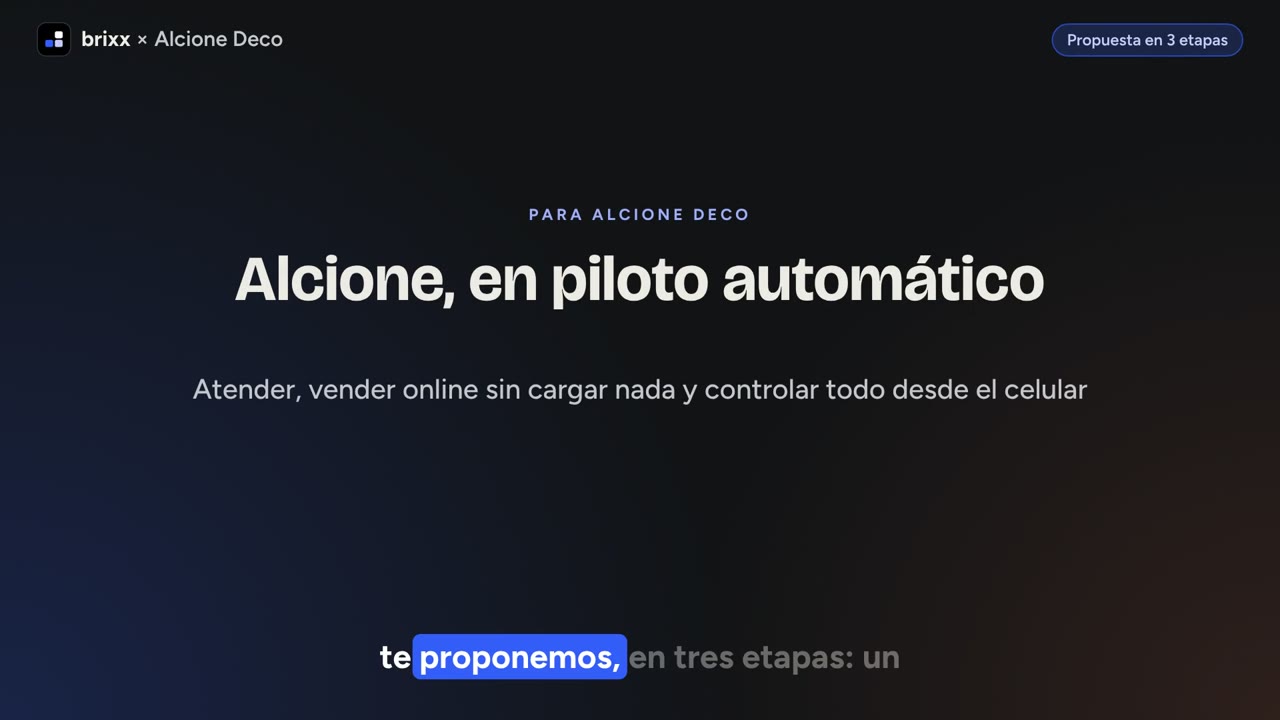 brixx × Alcione Deco
Propuesta en 3 etapas
PARA ALCIONE DECO
Alcione, en piloto automático
Atender, vender online sin cargar nada y controlar todo desde el celular
te proponemos, en tres etapas: un